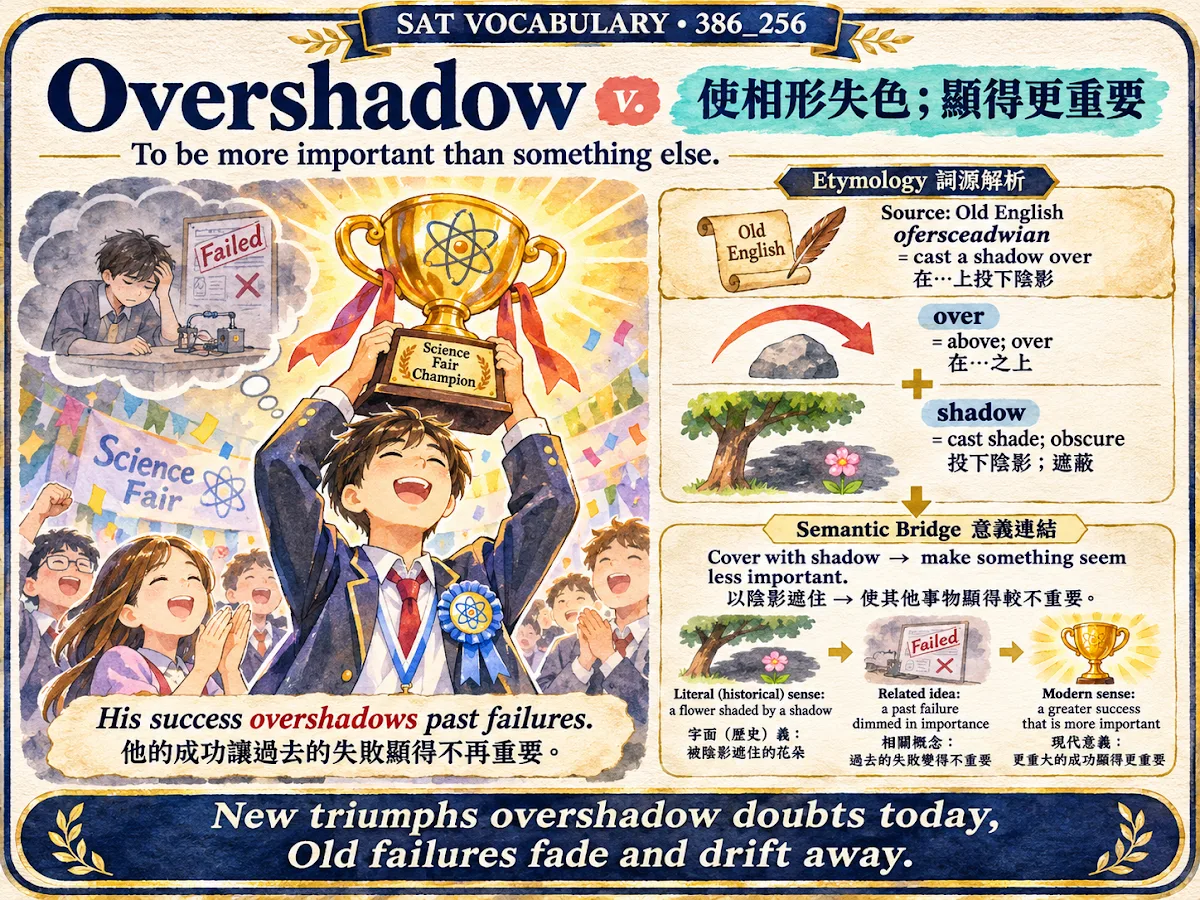 SAT VOCABULARY • 386_256
Overshadow v. 使相形失色；顯得更重要
To be more important than something else.
Failed
Science
Fair
Champion
Science
Fair
His success overshadows past failures.
他的成功讓過去的失敗顯得不再重要。
Etymology 詞源解析
Old
English
Source: Old English
ofersceadwian
= cast a shadow over
在…上投下陰影
over
= above; over
在…之上
shadow
= cast shade; obscure
投下陰影；遮蔽
Semantic Bridge 意義連結
Cover with shadow → make something seem
less important.
以陰影遮住 → 使其他事物顯得較不重要。
Failed
Literal (historical) sense:
a flower shaded by a shadow
字面（歷史）義：
被陰影遮住的花朵
Related idea:
a past failure
dimmed in importance
相關概念：
過去的失敗變得不重要
Modern sense:
a greater success
that is more important
現代意義：
更重大的成功顯得更重要
New triumphs overshadow doubts today,
Old failures fade and drift away.